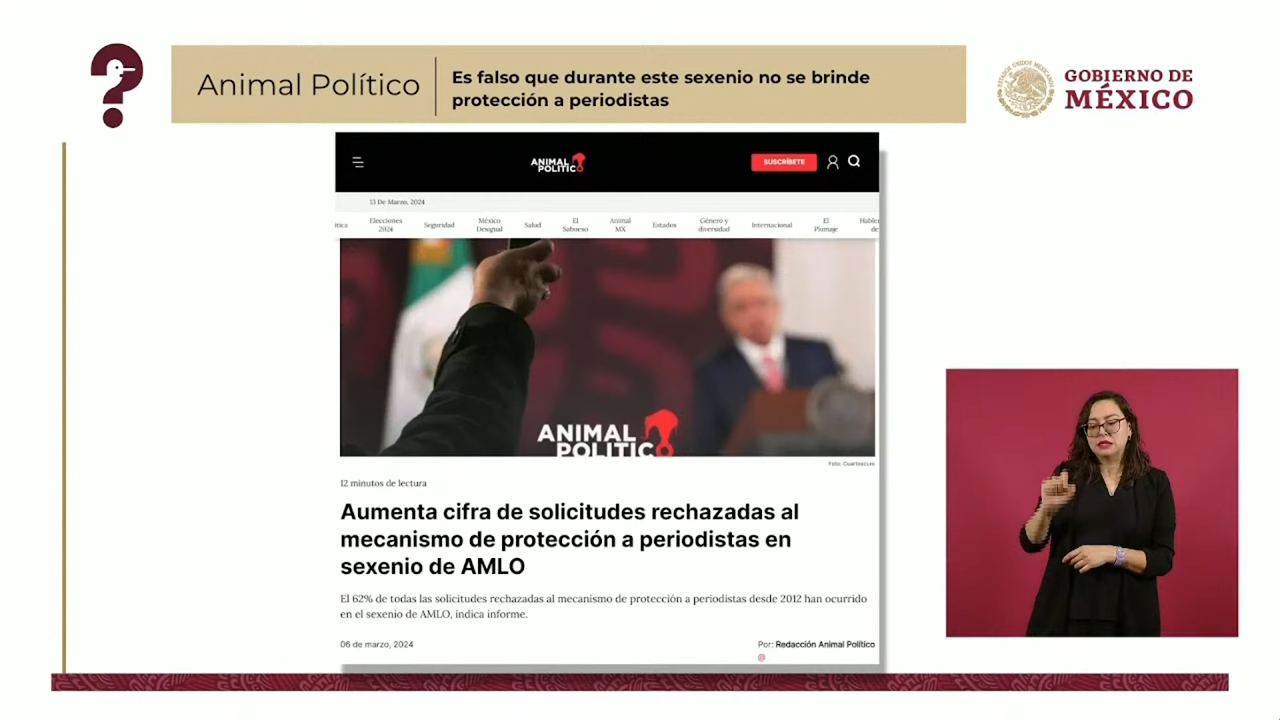 Animal Político
Es falso que durante este sexenio no se brinde
protección a periodistas
GOBIERNO DE
MÉXICO
ANIMAL
POLÍTICO
SUSCRÍBETE
13 De Marzo, 2024
ítica
Elecciones
2024
Seguridad
México
Desigual
Salud
El
Sabueso
Animal
MX
Estados
Género y
diversidad
Internacional
El
Plumaje
Hablem
de
ANIMAL
POLÍTICO
Foto: Cuartoscuro
12 minutos de lectura
Aumenta cifra de solicitudes rechazadas al
mecanismo de protección a periodistas en
sexenio de AMLO
El 62% de todas las solicitudes rechazadas al mecanismo de protección a periodistas desde 2012 han ocurrido
en el sexenio de AMLO, indica informe.
06 de marzo, 2024
Por: Redacción Animal Político
@